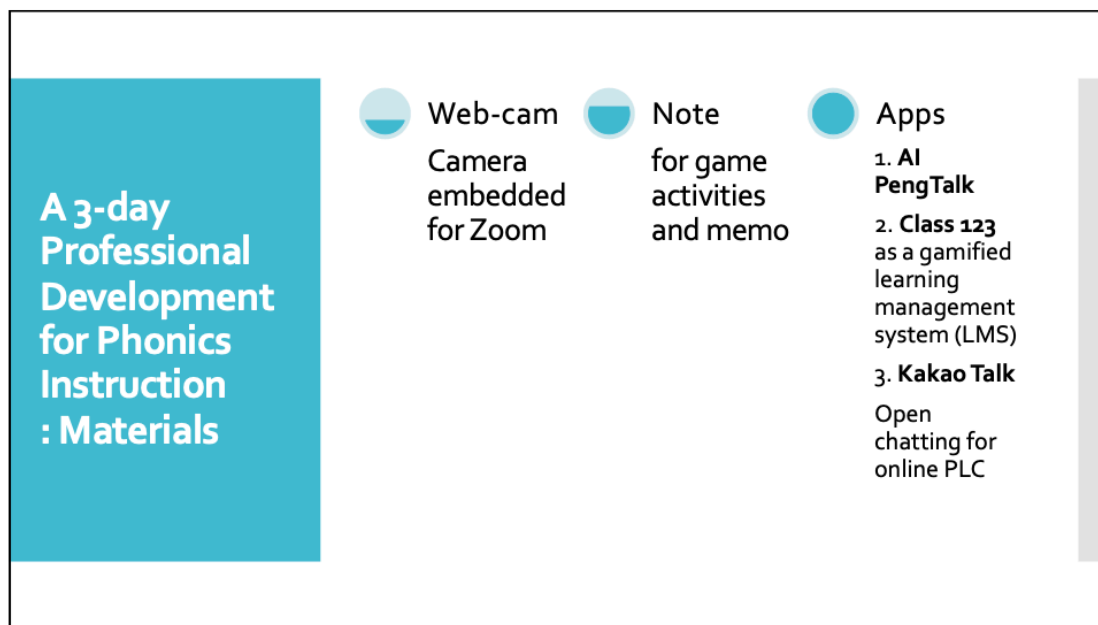 A 3-day
Professional
Development
for Phonics
Instruction
: Materials
Web-cam
Camera
embedded
for Zoom
Note
for game
activities
and memo
Apps
1. AI
PengTalk
2. Class 123
as a gamified
learning
management
system (LMS)
3. Kakao Talk
Open
chatting for
online PLC